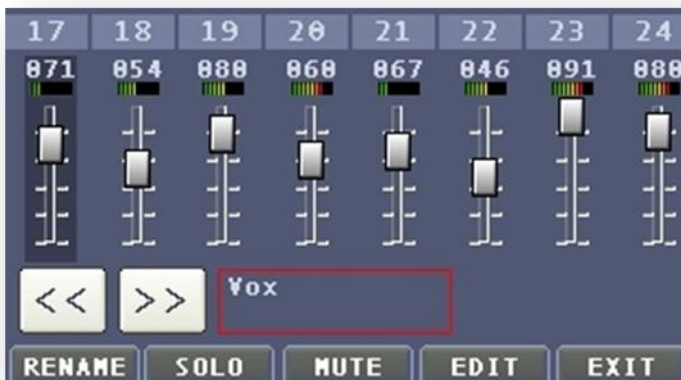 17 18 19 20 21 22 23 24
071 054 080 060 067 046 091 080
<< >> Vox
RENAME SOLO MUTE EDIT EXIT